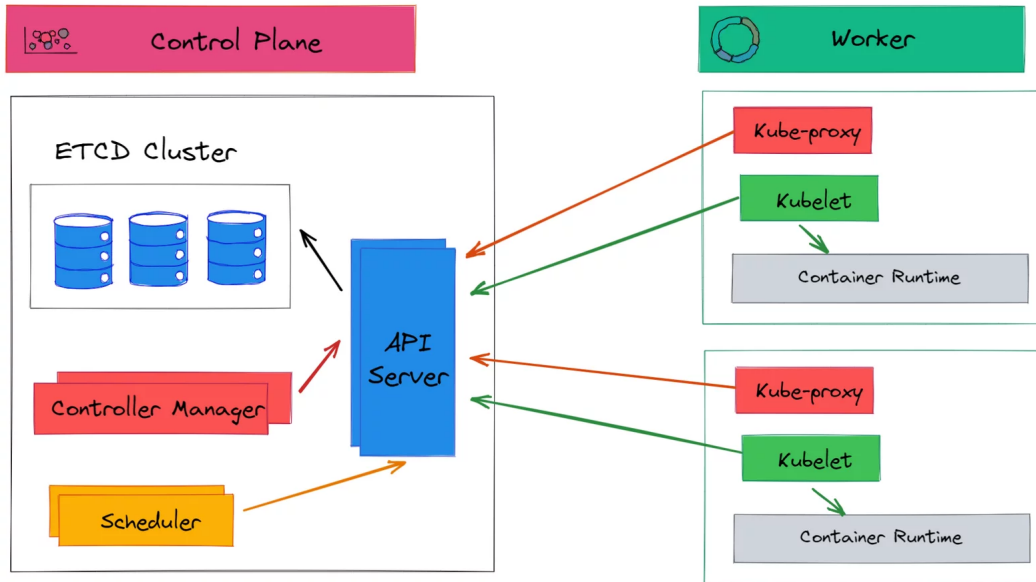 Control Plane
Worker
ETCD Cluster
API
Server
Controller Manager
Scheduler
Kube-proxy
Kubelet
Container Runtime
Kube-proxy
Kubelet
Container Runtime